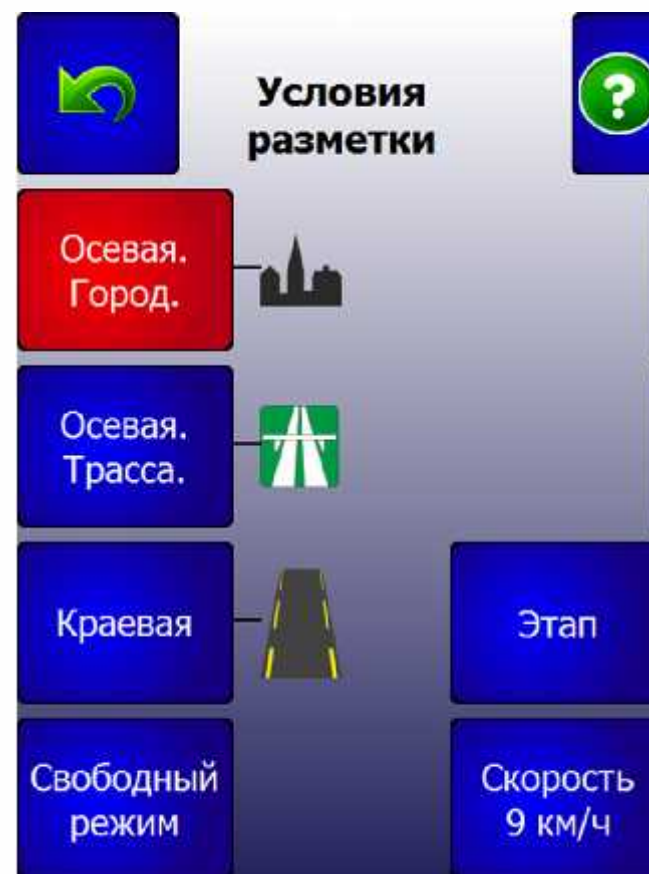 Условия
разметки
?
Осевая.
Город.
Осевая.
Трасса.
Краевая
Этап
Свободный
режим
Скорость
9 км/ч